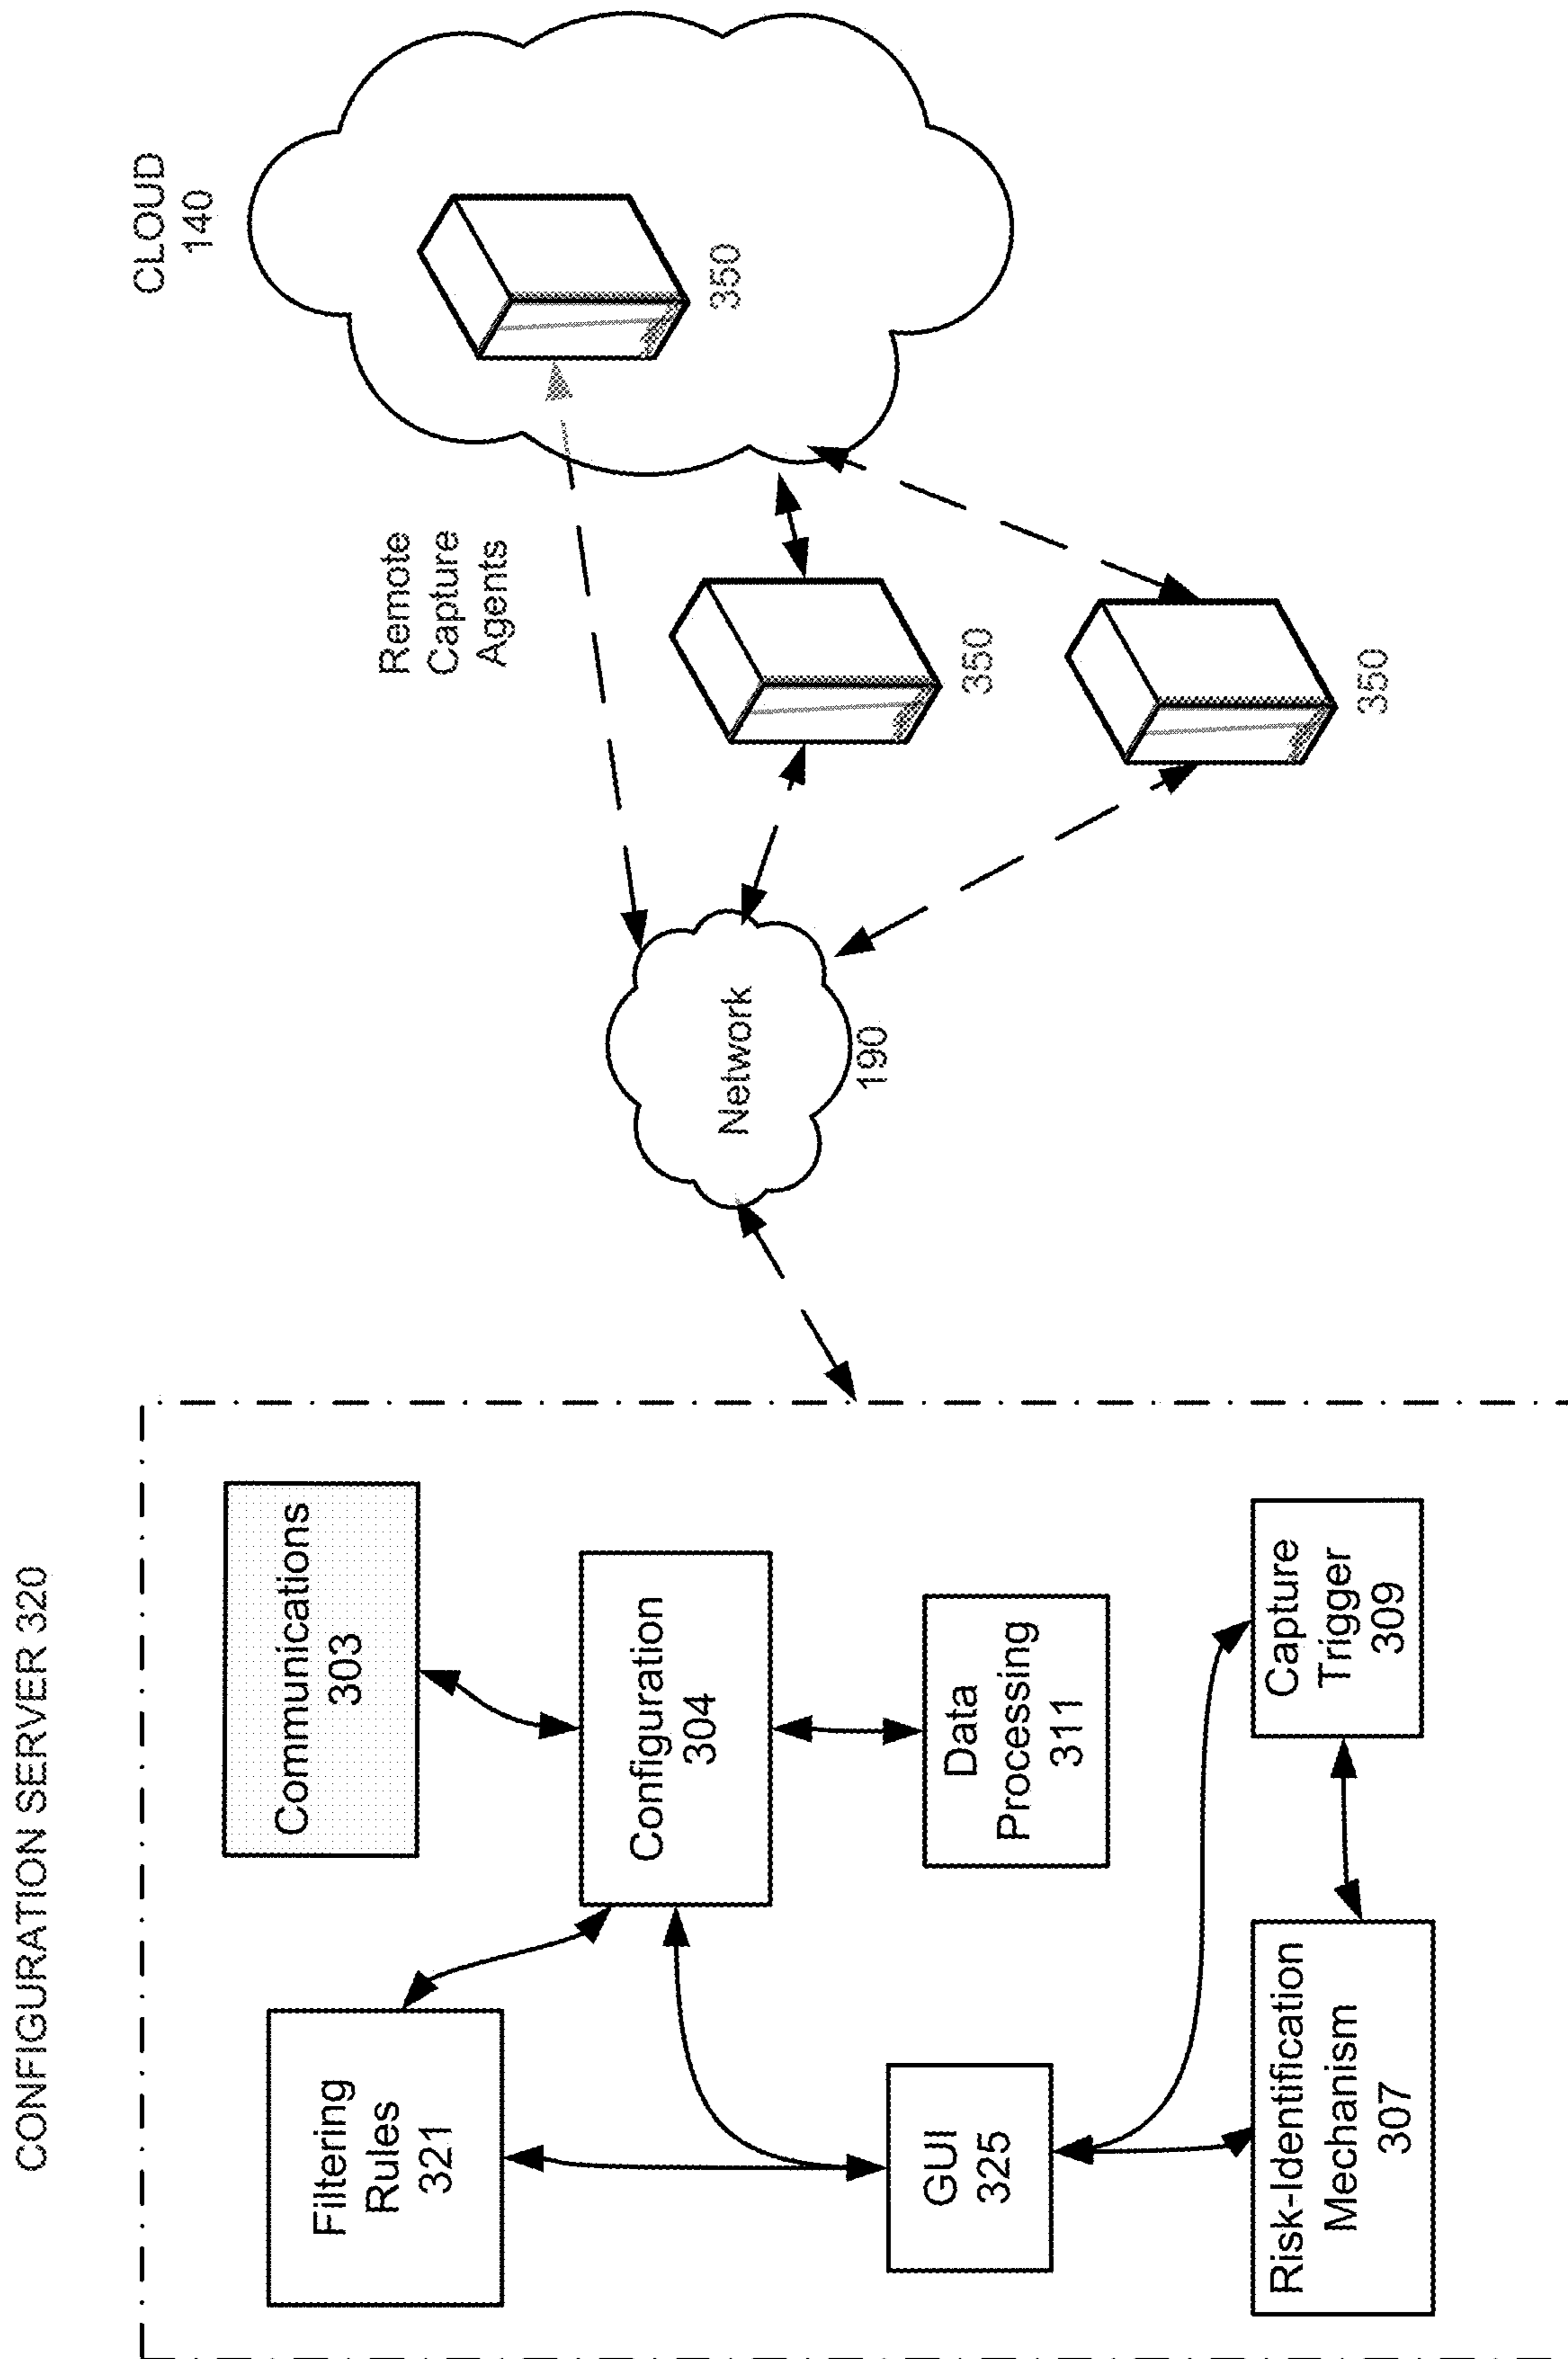 CONFIGURATION SERVER 320
Filtering
Rules
321
Communications
303
Configuration
304
GUI
325
Data
Processing
311
Risk-Identification
Mechanism
307
Capture
Trigger
309
Network
190
Remote
Capture
Agents
350
350
CLOUD
140
350